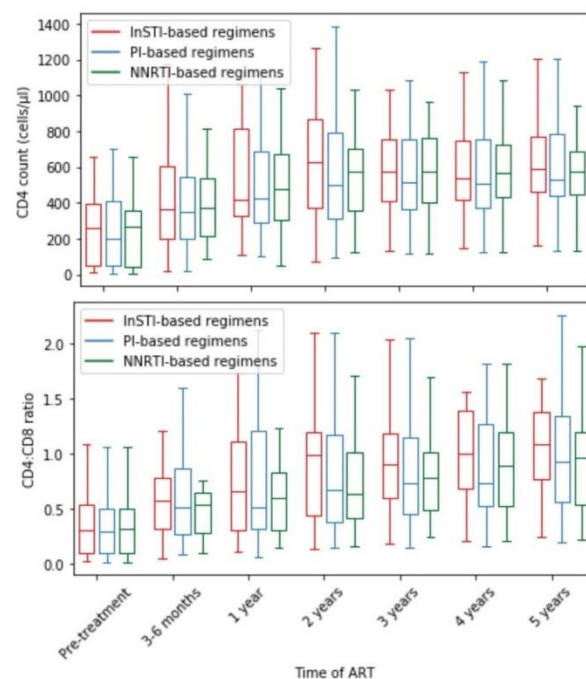 InSTI-based regimens
PI-based regimens
NNRTI-based regimens
CD4 count (cells/µl)
1400
1200
1000
800
600
400
200
0
InSTI-based regimens
PI-based regimens
NNRTI-based regimens
CD4:CD8 ratio
2.0
1.5
1.0
0.5
0.0
Pre-treatment
3-6 months
1 year
2 years
3 years
4 years
5 years
Time of ART